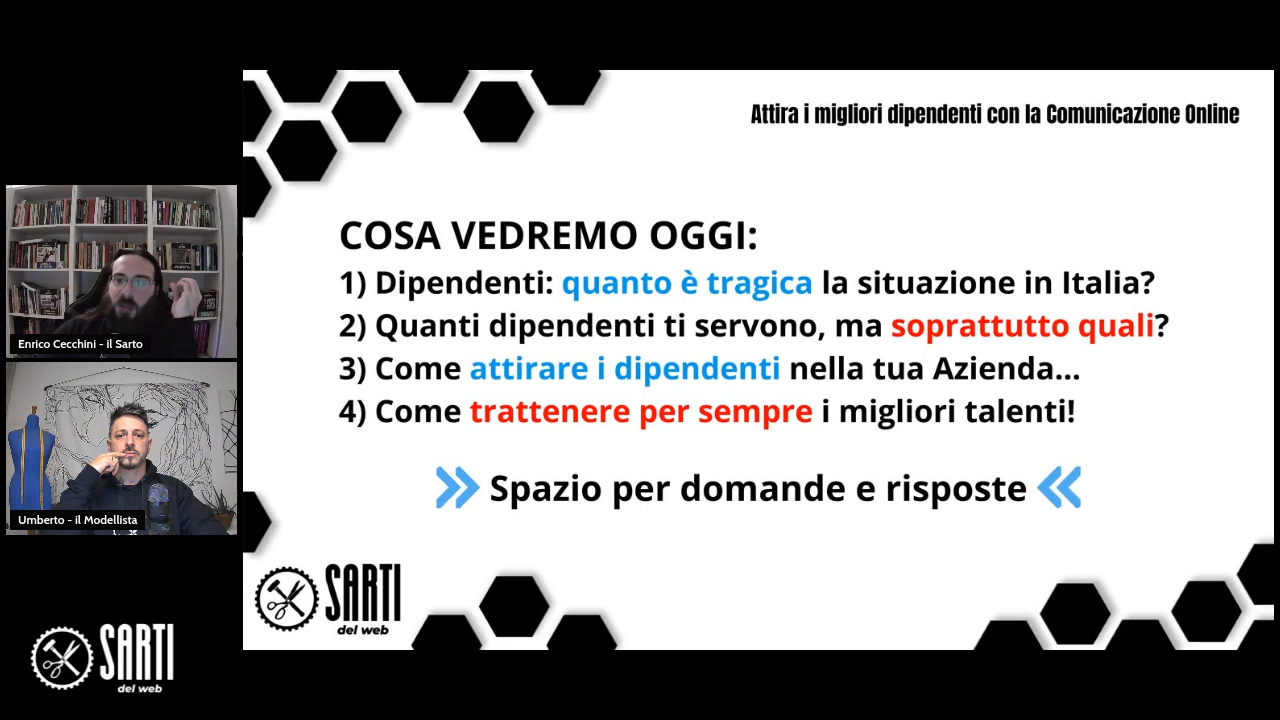 Attira i migliori dipendenti con la Comunicazione Online
COSA VEDREMO OGGI:
1) Dipendenti: quanto è tragica la situazione in Italia?
2) Quanti dipendenti ti servono, ma soprattutto quali?
3) Come attirare i dipendenti nella tua Azienda...
4) Come trattenere per sempre i migliori talenti!
Spazio per domande e risposte
SARTI
del web
Enrico Cecchini - il Sarto
Umberto - il Modellista
SARTI
del web